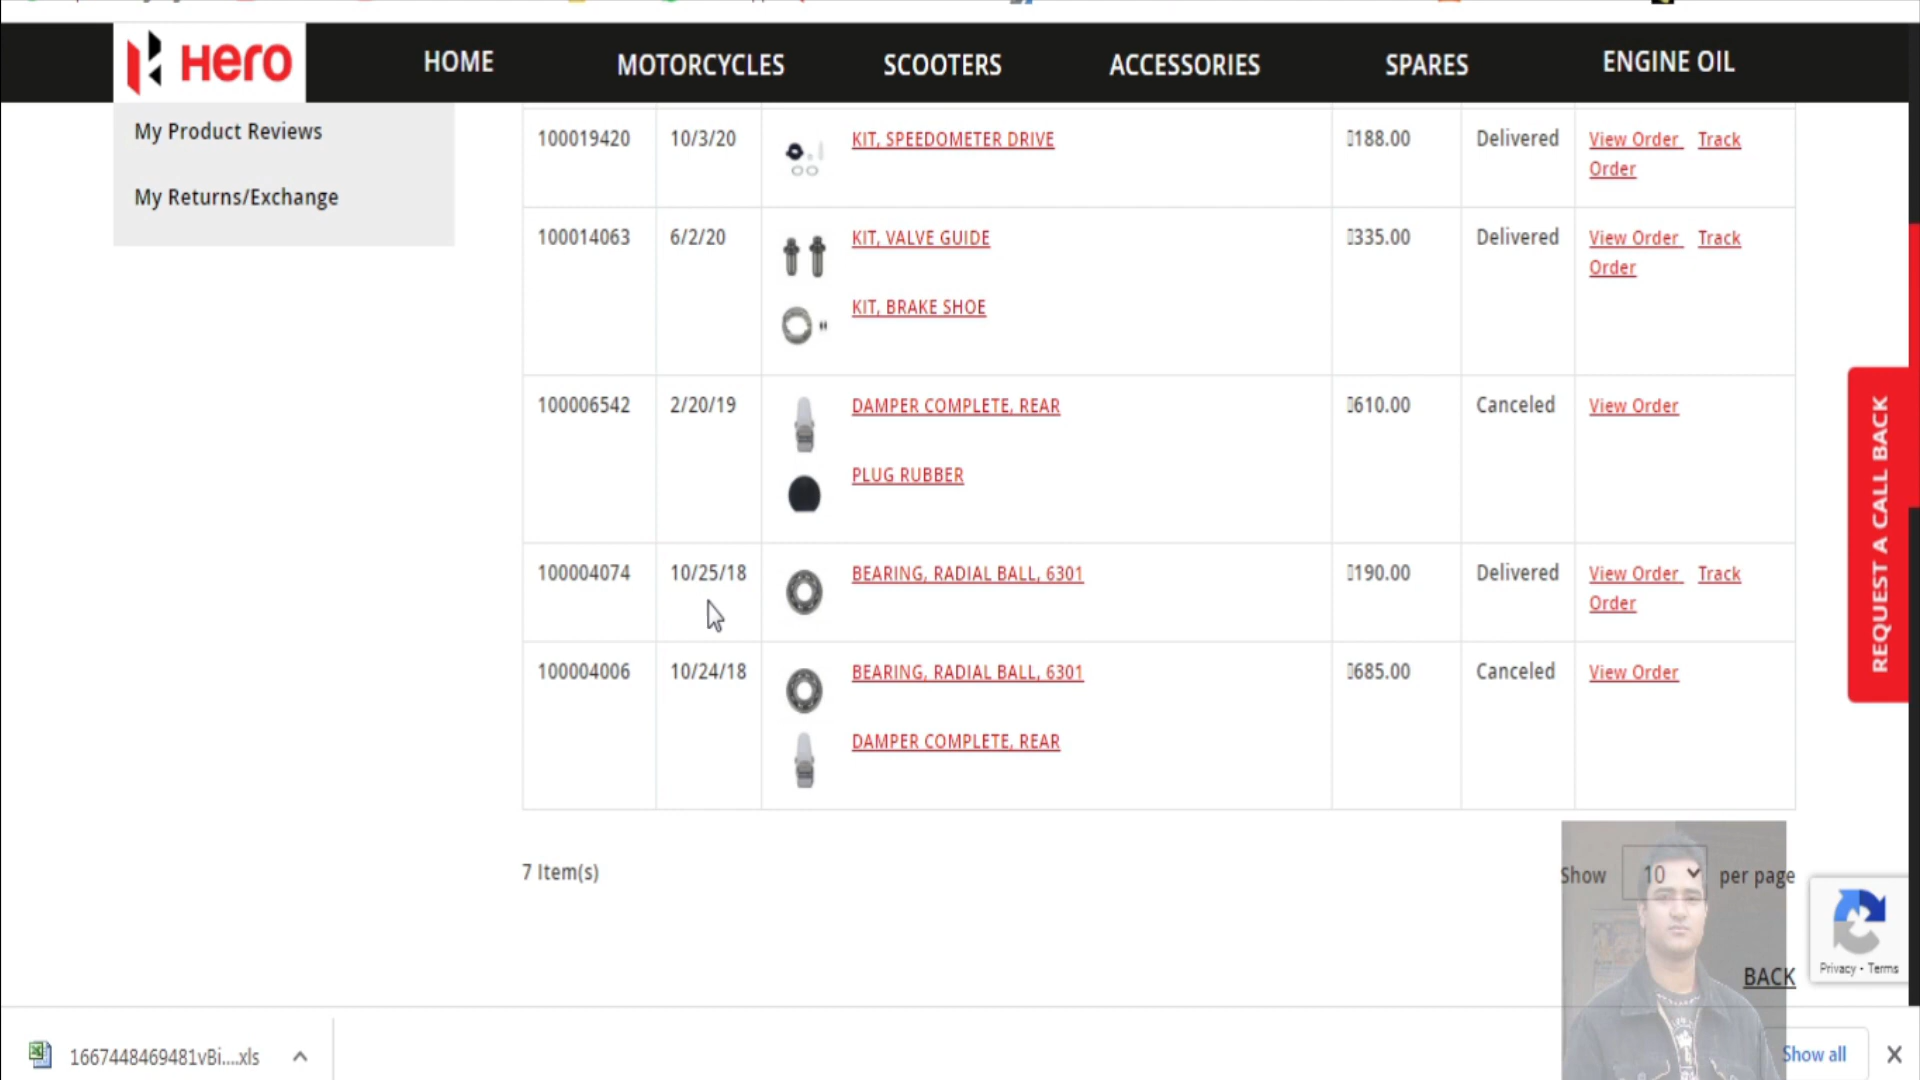 Hero
HOME
MOTORCYCLES
SCOOTERS
ACCESSORIES
SPARES
ENGINE OIL
My Product Reviews
My Returns/Exchange
100019420 10/3/20 KIT, SPEEDOMETER DRIVE 188.00 Delivered View Order Track
Order
100014063 6/2/20 KIT, VALVE GUIDE 335.00 Delivered View Order Track
Order
KIT, BRAKE SHOE
100006542 2/20/19 DAMPER COMPLETE, REAR 610.00 Canceled View Order
PLUG RUBBER
100004074 10/25/18 BEARING, RADIAL BALL, 6301 190.00 Delivered View Order Track
Order
100004006 10/24/18 BEARING, RADIAL BALL, 6301 685.00 Canceled View Order
DAMPER COMPLETE, REAR
REQUEST A CALL BACK
7 Item(s)
Show 10 per page
Privacy - Terms
BACK
1667448469481vBi....xls
Show all